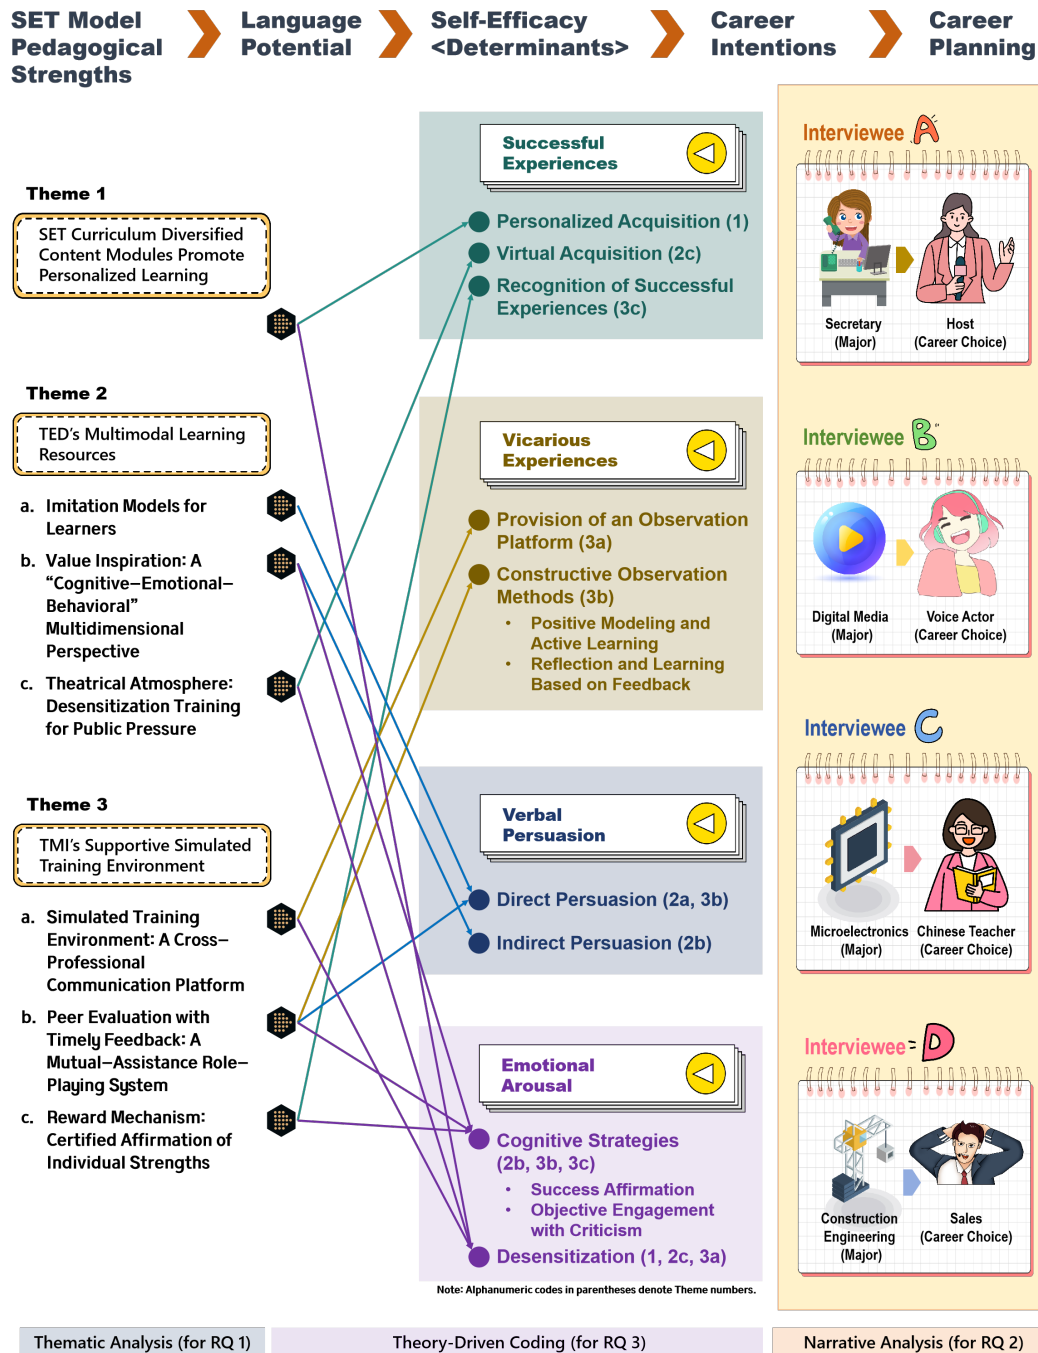 SET Model
Pedagogical
Strengths
Language
Potential
Self-Efficacy
<Determinants>
Career
Intentions
Career
Planning
Theme 1
SET Curriculum Diversified
Content Modules Promote
Personalized Learning
Theme 2
TED's Multimodal Learning
Resources
a. Imitation Models for
Learners
b. Value Inspiration: A
“Cognitive–Emotional–
Behavioral”
Multidimensional
Perspective
c. Theatrical Atmosphere:
Desensitization Training
for Public Pressure
Theme 3
TMI's Supportive Simulated
Training Environment
a. Simulated Training
Environment: A Cross–
Professional
Communication Platform
b. Peer Evaluation with
Timely Feedback: A
Mutual–Assistance Role–
Playing System
c. Reward Mechanism:
Certified Affirmation of
Individual Strengths
Successful
Experiences
Personalized Acquisition (1)
Virtual Acquisition (2c)
Recognition of Successful
Experiences (3c)
Vicarious
Experiences
Provision of an Observation
Platform (3a)
Constructive Observation
Methods (3b)
• Positive Modeling and
Active Learning
• Reflection and Learning
Based on Feedback
Verbal
Persuasion
Direct Persuasion (2a, 3b)
Indirect Persuasion (2b)
Emotional
Arousal
Cognitive Strategies
(2b, 3b, 3c)
• Success Affirmation
• Objective Engagement
with Criticism
Desensitization (1, 2c, 3a)
Note: Alphanumeric codes in parentheses denote Theme numbers.
Interviewee A
Secretary
(Major)
Host
(Career Choice)
Interviewee B
Digital Media
(Major)
Voice Actor
(Career Choice)
Interviewee C
Microelectronics
(Major)
Chinese Teacher
(Career Choice)
Interviewee D
Construction
Engineering
(Major)
Sales
(Career Choice)
Thematic Analysis (for RQ 1)
Theory-Driven Coding (for RQ 3)
Narrative Analysis (for RQ 2)